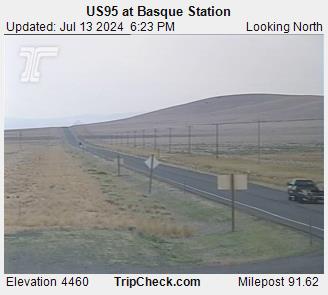 US95 at Basque Station
Updated: Jul 13 2024 6:23 PM Looking North
Elevation 4460 TripCheck.com Milepost 91.62